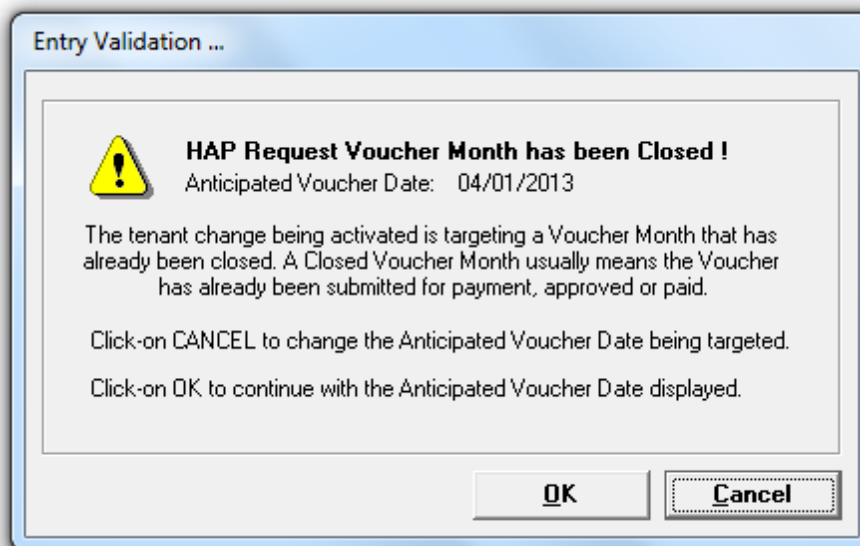 Entry Validation ...
HAP Request Voucher Month has been Closed !
Anticipated Voucher Date: 04/01/2013
The tenant change being activated is targeting a Voucher Month that has
already been closed. A Closed Voucher Month usually means the Voucher
has already been submitted for payment, approved or paid.
Click-on CANCEL to change the Anticipated Voucher Date being targeted.
Click-on OK to continue with the Anticipated Voucher Date displayed.
OK Cancel